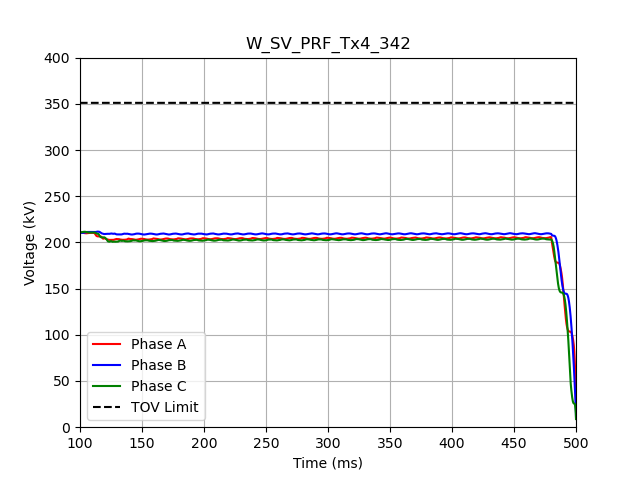 W_SV_PRF_Tx4_342
400
350
300
250
200
150
100
50
0
Voltage (kV)
Phase A
Phase B
Phase C
TOV Limit
100 150 200 250 300 350 400 450 500
Time (ms)